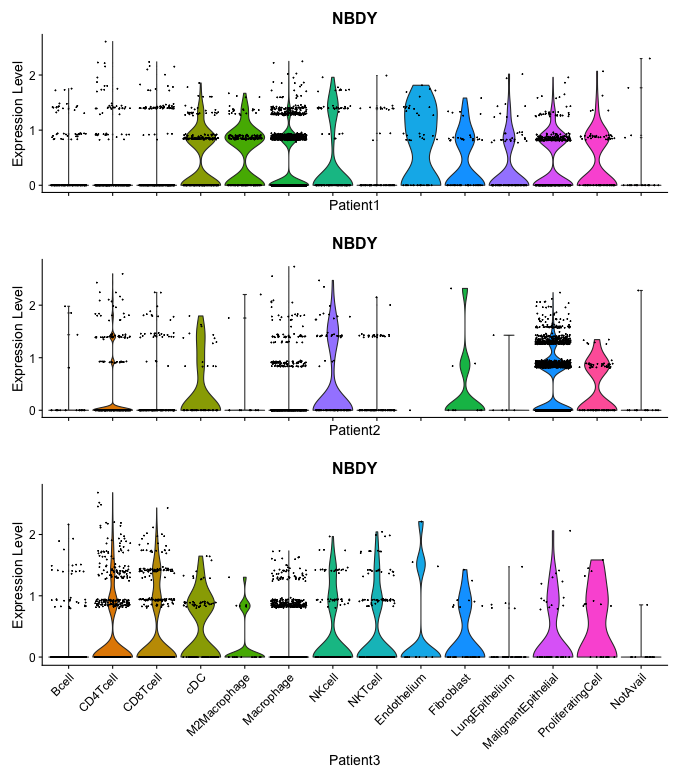 NBDY
Expression Level
2
1
0
Patient1
NBDY
Expression Level
2
1
0
Patient2
NBDY
Expression Level
2
1
0
Bcell
CD4Tcell
CD8Tcell
cDC
M2Macrophage
Macrophage
NKcell
NKTcell
Endothelium
Fibroblast
LungEpithelium
MalignantEpithelial
ProliferatingCell
NotAvail
Patient3